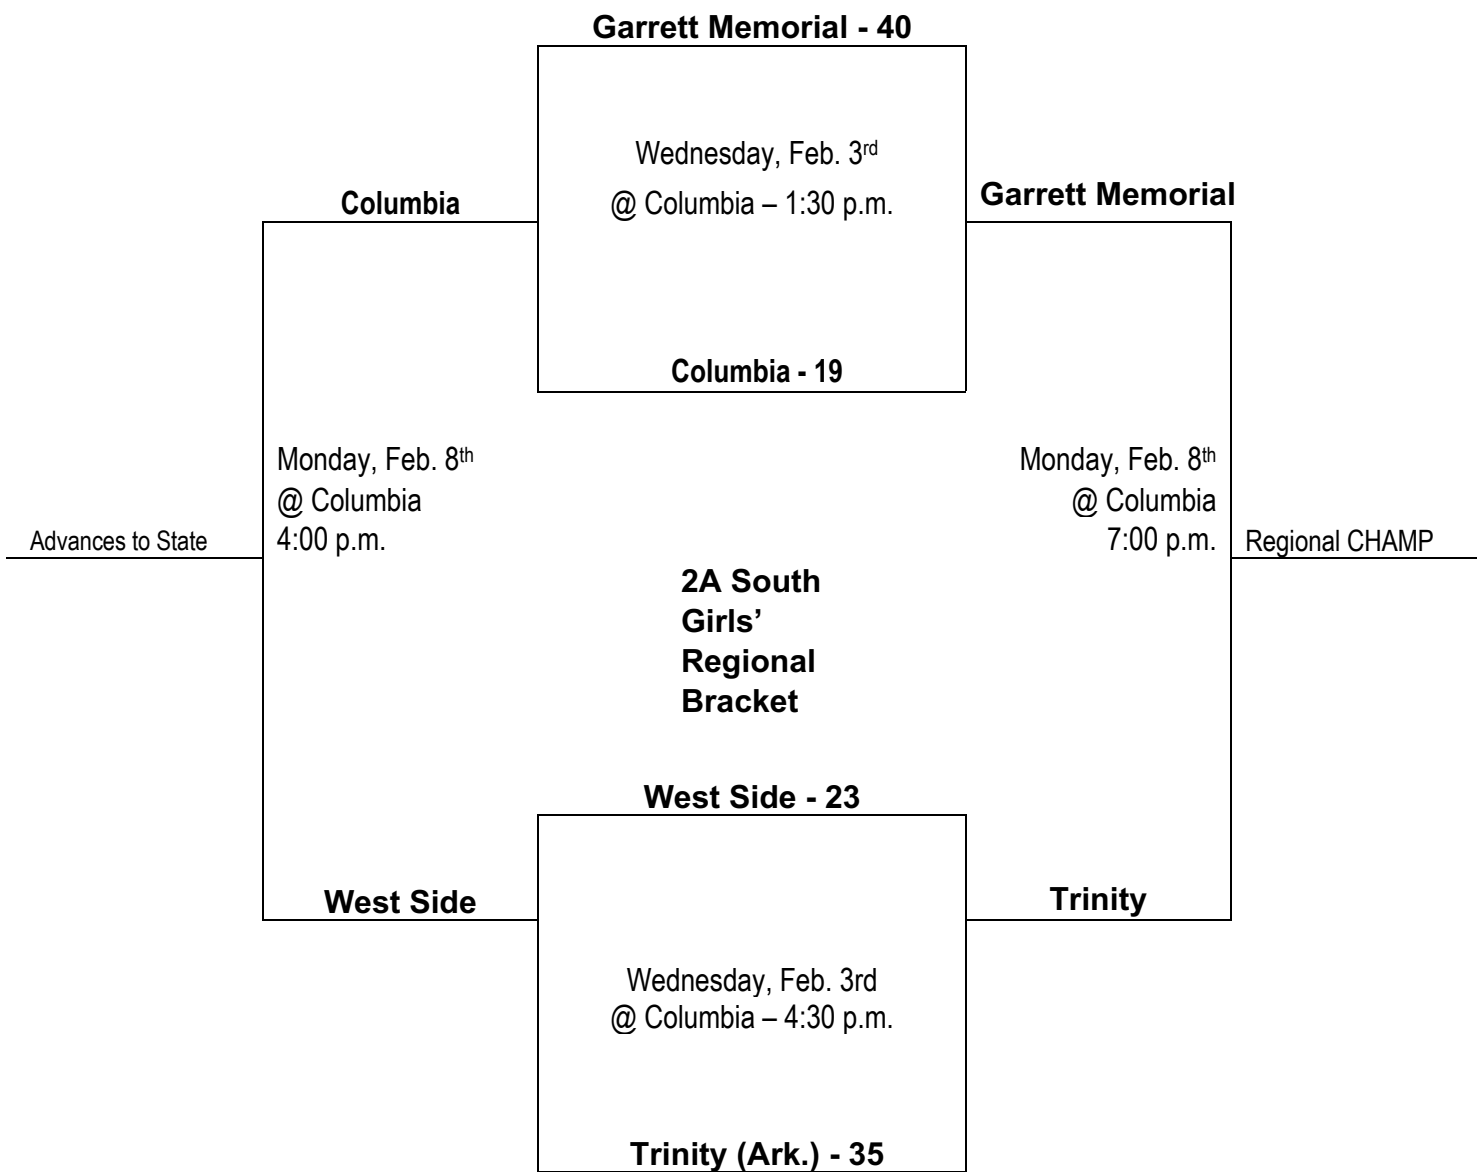 Garrett Memorial - 40
Wednesday, Feb. 3rd
@ Columbia – 1:30 p.m.
Columbia
Garrett Memorial
Columbia - 19
Monday, Feb. 8th
@ Columbia
4:00 p.m.
Monday, Feb. 8th
@ Columbia
7:00 p.m.
Advances to State
Regional CHAMP
2A South
Girls’
Regional
Bracket
West Side - 23
West Side
Trinity
Wednesday, Feb. 3rd
@ Columbia – 4:30 p.m.
Trinity (Ark.) - 35